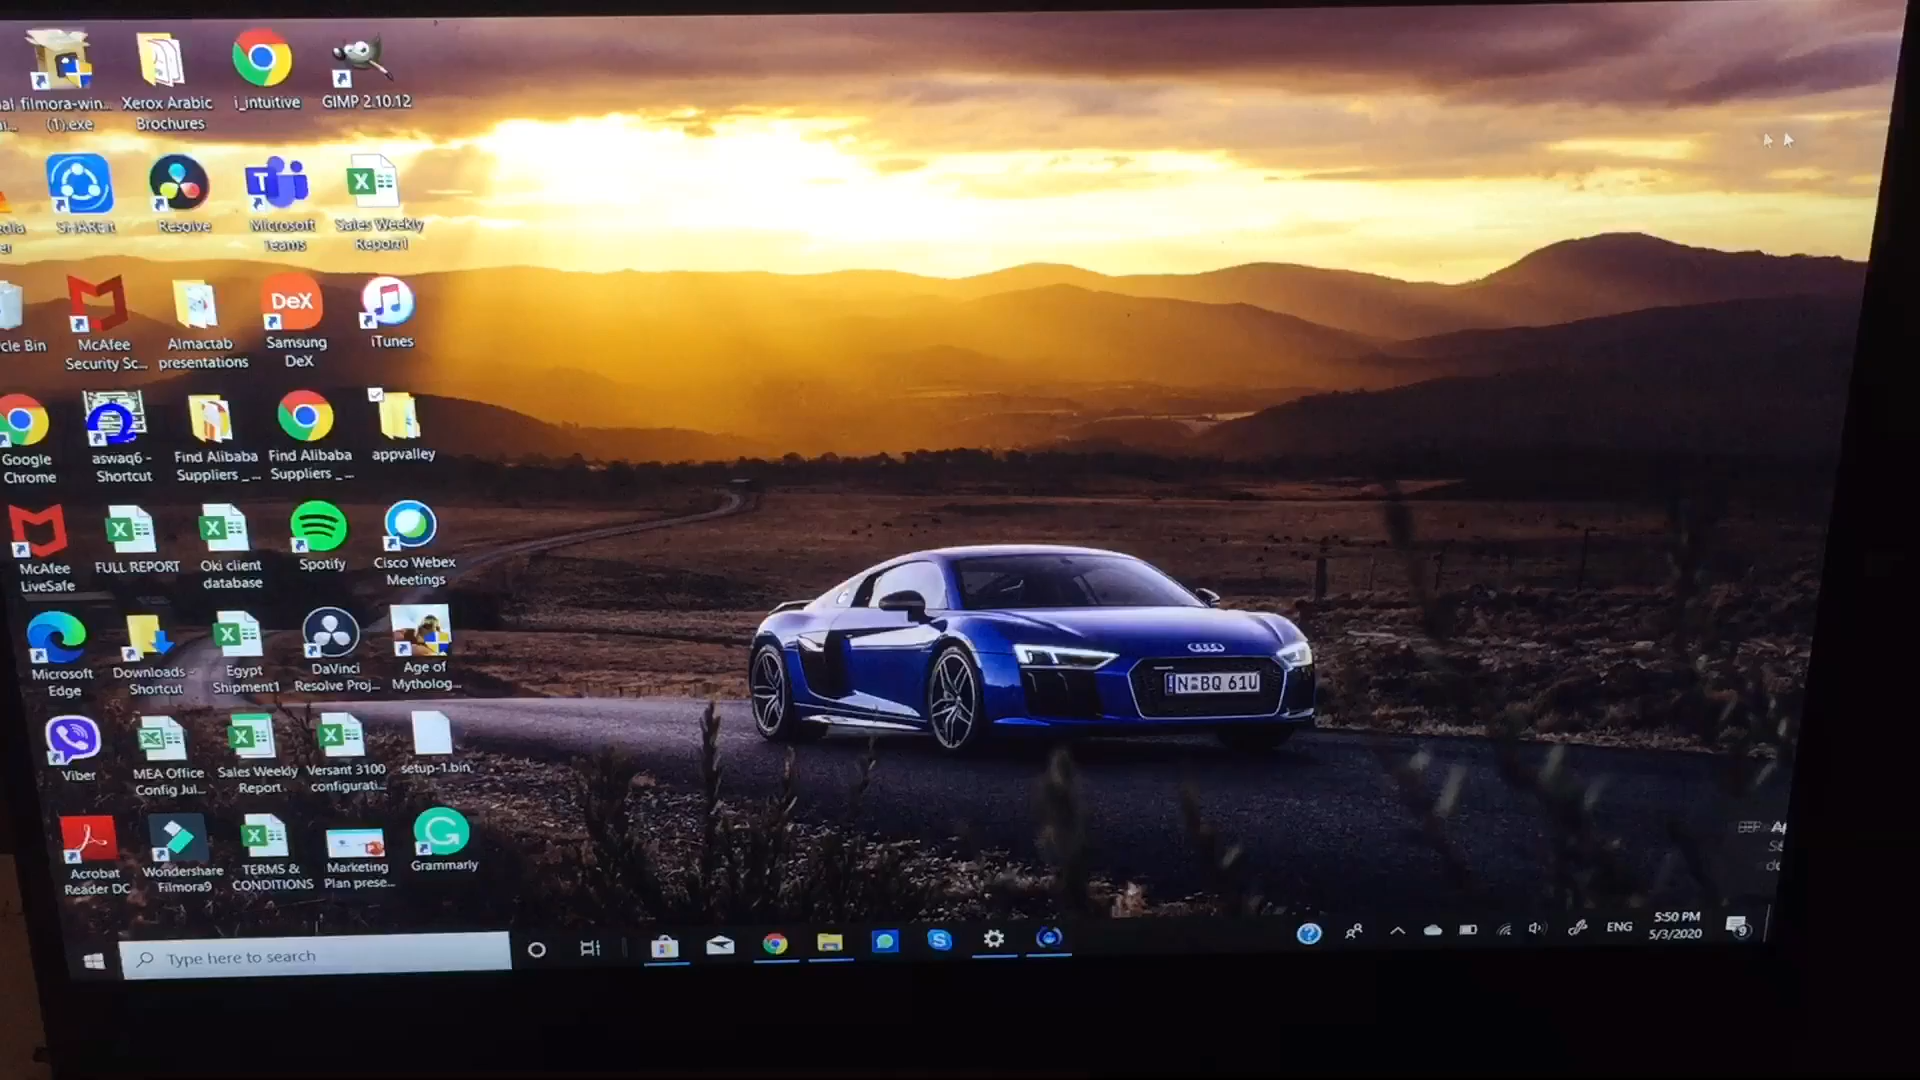 filmora-win...
(1).exe
Xerox Arabic
Brochures
i_intuitive
GIMP 2.10.12
SHAREit
Resolve
Microsoft
Teams
Sales Weekly
Report1
cle Bin
McAfee
Security Sc...
Almactab
presentations
DeX
Samsung
DeX
iTunes
Google
Chrome
aswaq6 -
Shortcut
Find Alibaba
Suppliers _ ...
Find Alibaba
Suppliers _ ...
appvalley
McAfee
LiveSafe
FULL REPORT
Oki client
database
Spotify
Cisco Webex
Meetings
Microsoft
Edge
Downloads -
Shortcut
Egypt
Shipment1
DaVinci
Resolve Proj...
Age of
Mytholog...
Viber
MEA Office
Config Jul...
Sales Weekly
Report
Versant 3100
configurati...
setup-1.bin
Acrobat
Reader DC
Wondershare
Filmora9
TERMS &
CONDITIONS
Marketing
Plan prese...
Grammarly
BQ 61U
Type here to search
ENG
5:50 PM
5/3/2020
9